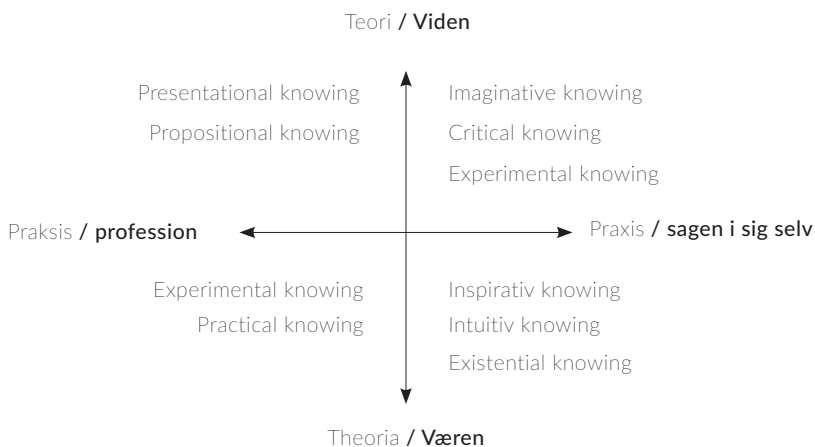 Teori / Viden
Presentational knowing
Imaginative knowing
Propositional knowing
Critical knowing
Experimental knowing
Praksis / profession
Praxis / sagen i sig selv
Experimental knowing
Inspirativ knowing
Practical knowing
Intuitiv knowing
Existential knowing
Theoria / Væren